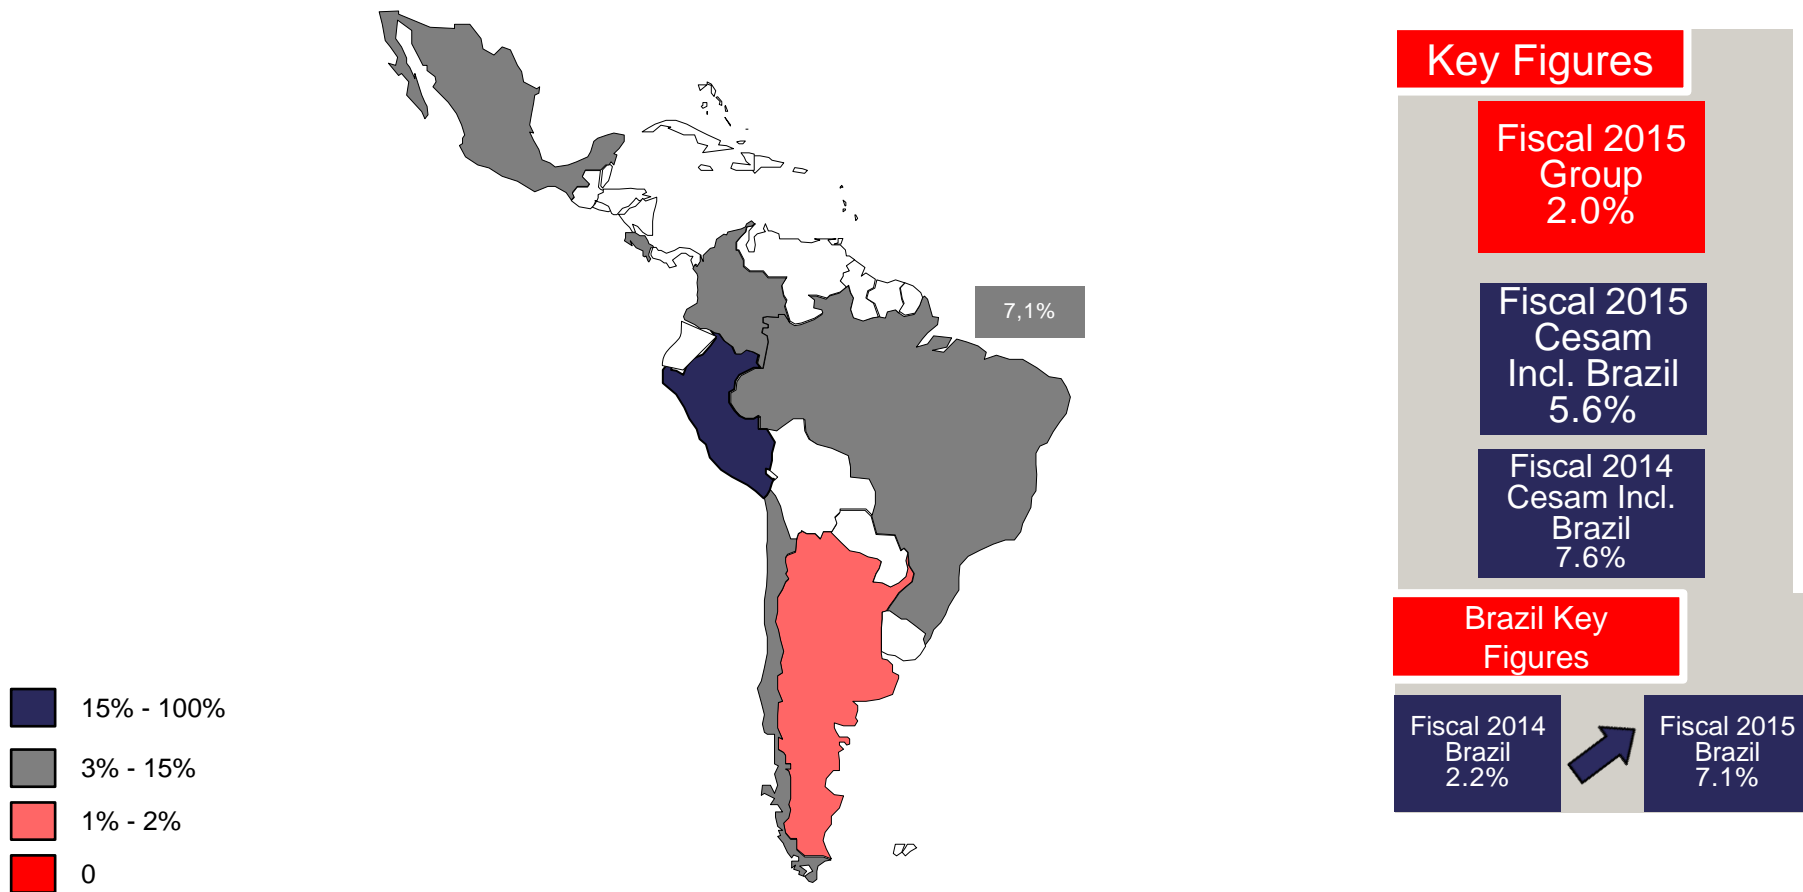 7,1%
15% - 100%
3% - 15%
1% - 2%
0
Key Figures
Fiscal 2015
Group
2.0%
Fiscal 2015
Cesam
Incl. Brazil
5.6%
Fiscal 2014
Cesam Incl.
Brazil
7.6%
Brazil Key
Figures
Fiscal 2014
Brazil
2.2%
Fiscal 2015
Brazil
7.1%